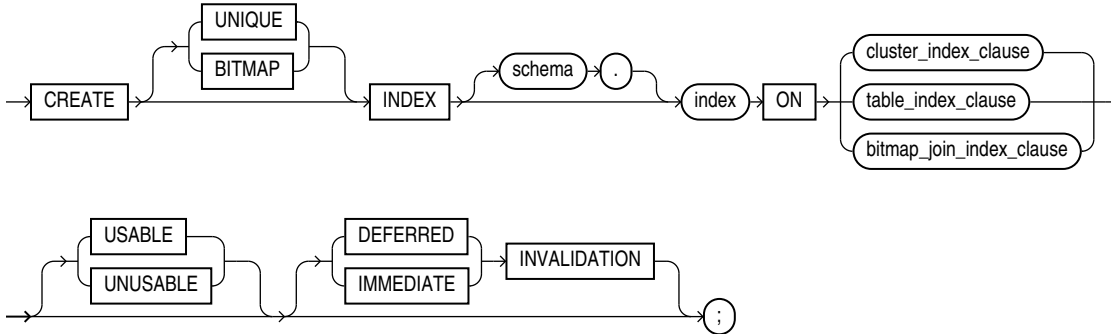 UNIQUE
BITMAP
schema .
cluster_index_clause
CREATE INDEX index ON table_index_clause
bitmap_join_index_clause
USABLE
UNUSABLE
DEFERRED
IMMEDIATE
INVALIDATION
;